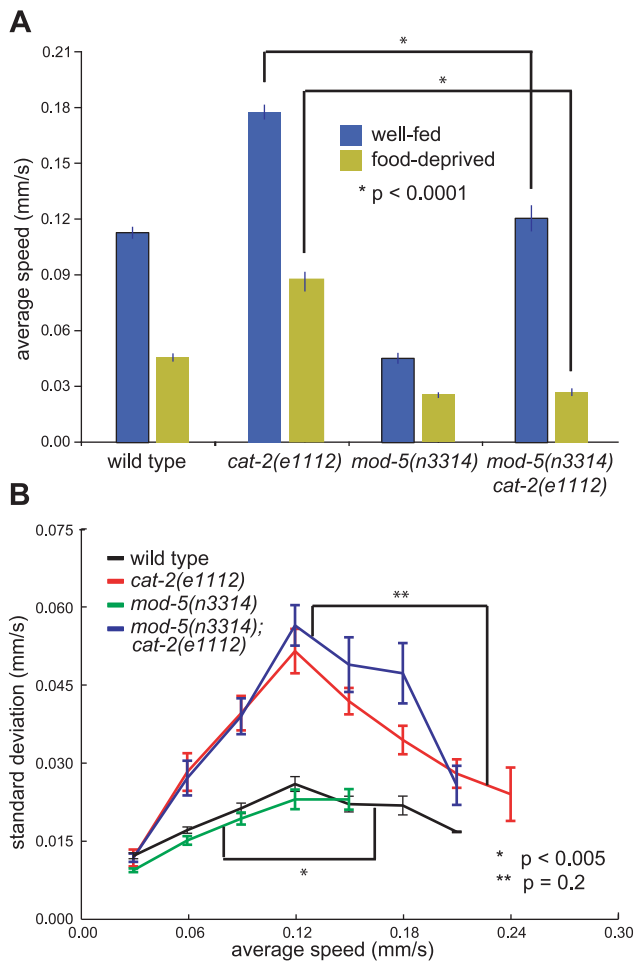 A
0.21
0.18
0.15
0.12
0.09
0.06
0.03
0.00
average speed (mm/s)
*
*
well-fed
food-deprived
* p < 0.0001
wild type
cat-2(e1112)
mod-5(n3314)
mod-5(n3314)
cat-2(e1112)
B
0.075
0.060
0.045
0.030
0.015
0.000
standard deviation (mm/s)
wild type
cat-2(e1112)
mod-5(n3314)
mod-5(n3314);
cat-2(e1112)
**
*
* p < 0.005
** p = 0.2
0.00 0.06 0.12 0.18 0.24 0.30
average speed (mm/s)